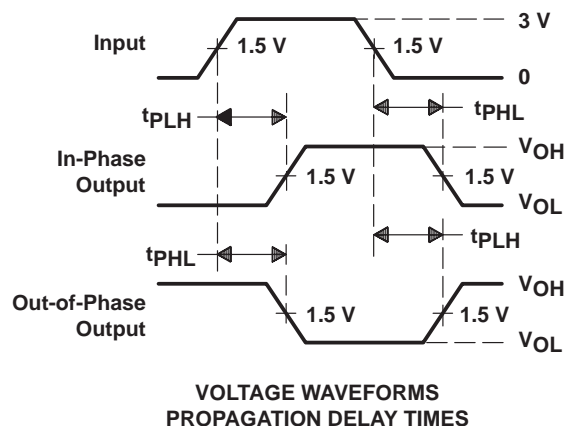 3 V
Input
1.5 V
1.5 V
0
tPLH
tPHL
In-Phase
Output
VOH
1.5 V
1.5 V
VOL
tPHL
tPLH
Out-of-Phase
Output
VOH
1.5 V
1.5 V
VOL
VOLTAGE WAVEFORMS
PROPAGATION DELAY TIMES